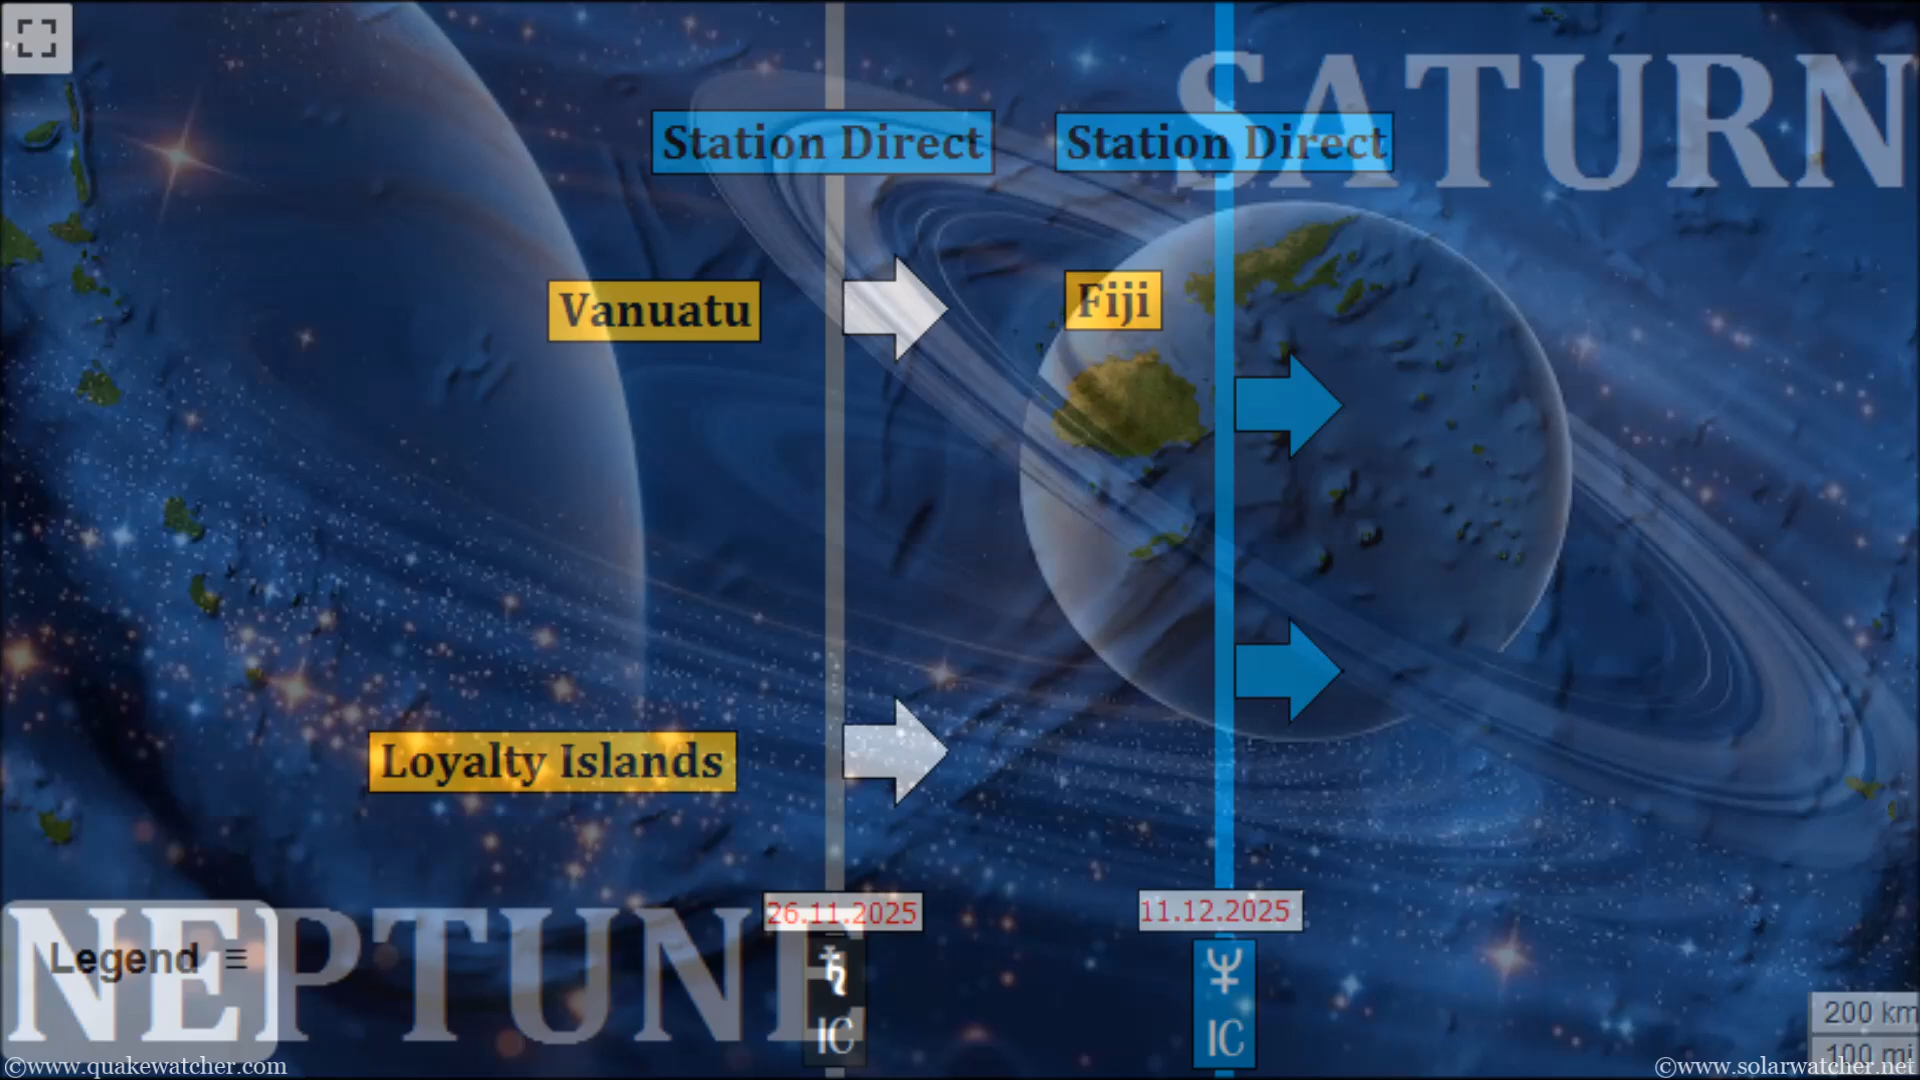 SATURN
Station Direct
Station Direct
Vanuatu
Fiji
Loyalty Islands
26.11.2025
11.12.2025
NEPTUNE
Legend ≡
♄
♆
IC
IC
200 km
100 mi
©www.quakewatcher.com
©www.solarwatcher.net